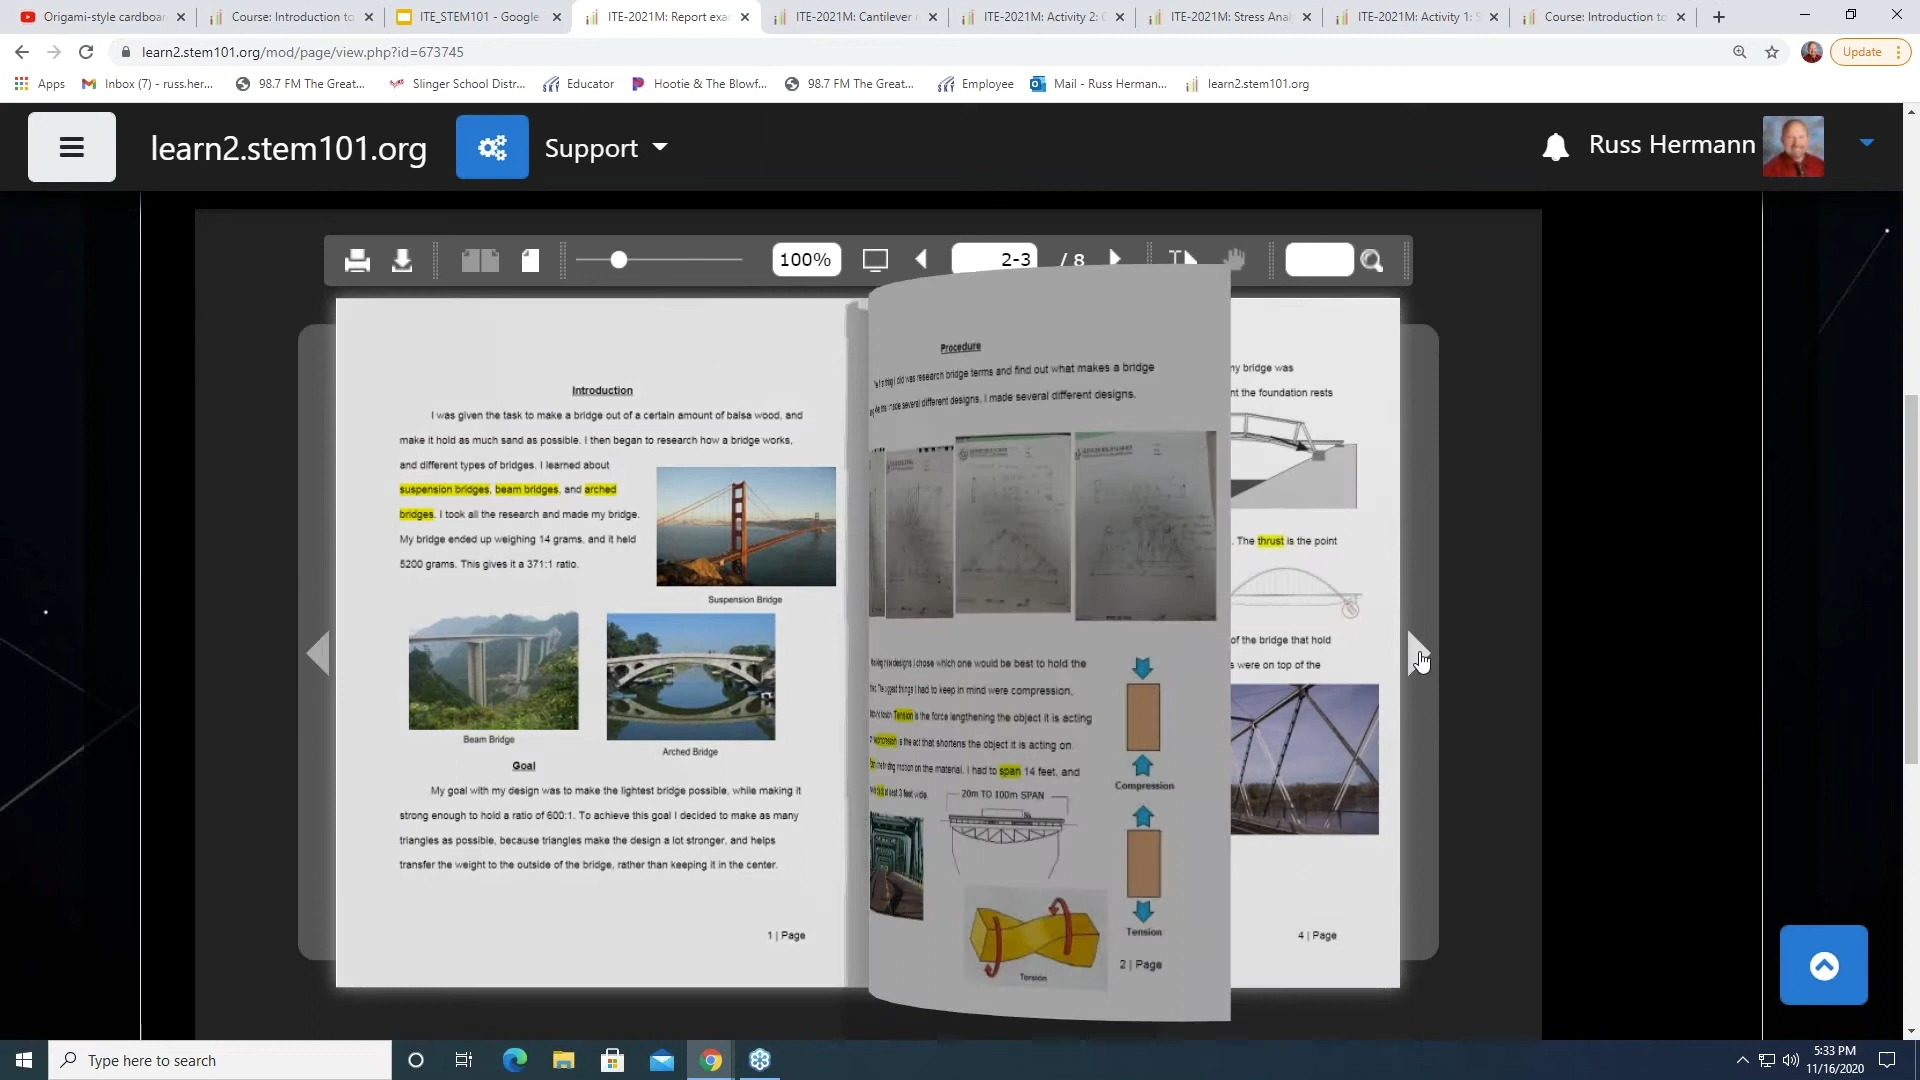 Origami-style cardboar
Course: Introduction to
ITE_STEM101 - Google
ITE-2021M: Report exa
ITE-2021M: Cantilever
ITE-2021M: Activity 2: C
ITE-2021M: Stress Anal
ITE-2021M: Activity 1: S
Course: Introduction to
learn2.stem101.org/mod/page/view.php?id=673745
Update
Apps
Inbox (7) - russ.her...
98.7 FM The Great...
Slinger School Distr...
Educator
Hootie & The Blowf...
98.7 FM The Great...
Employee
Mail - Russ Herman...
learn2.stem101.org
learn2.stem101.org
Support
Russ Hermann
100%
2-3
/ 8
Introduction
I was given the task to make a bridge out of a certain amount of balsa wood, and
make it hold as much sand as possible. I then began to research how a bridge works,
and different types of bridges. I learned about
suspension bridges, beam bridges, and arched
bridges. I took all the research and made my bridge.
My bridge ended up weighing 14 grams, and it held
5200 grams. This gives it a 371:1 ratio.
Suspension Bridge
Beam Bridge
Arched Bridge
Goal
My goal with my design was to make the lightest bridge possible, while making it
strong enough to hold a ratio of 600:1. To achieve this goal I decided to make as many
triangles as possible, because triangles make the design a lot stronger, and helps
transfer the weight to the outside of the bridge, rather than keeping it in the center.
1 | Page
Procedure
thing I did was research bridge terms and find out what makes a bridge
made several different designs, I made several different designs.
designs I chose which one would be best to hold the
things I had to keep in mind were compression,
Tension is the force lengthening the object it is acting
is the act that shortens the object it is acting on.
motion on the material. I had to span 14 feet, and
at least 3 feet wide.
20m TO 100m SPAN
Compression
Tension
Torsion
2 | Page
my bridge was
nt the foundation rests
. The thrust is the point
of the bridge that hold
s were on top of the
4 | Page
Type here to search
5:33 PM
11/16/2020